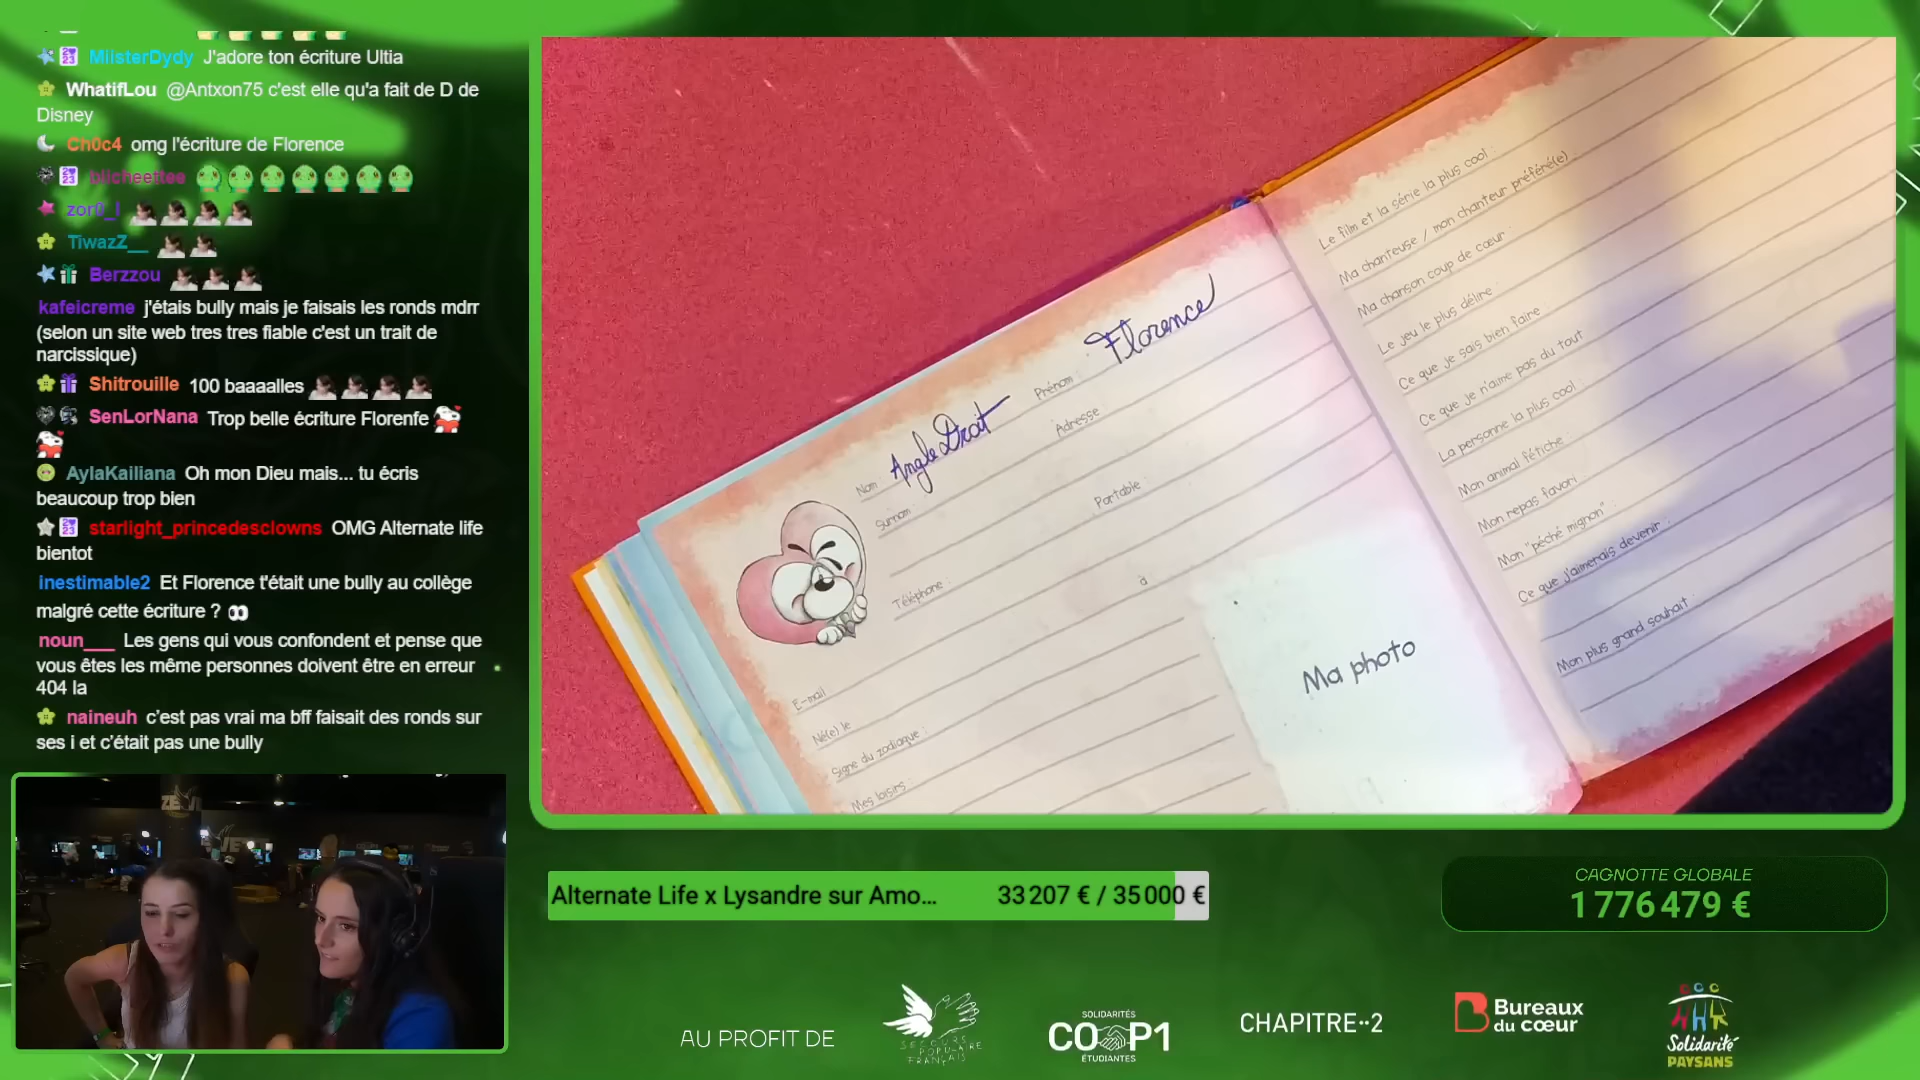 MiisterDydy J'adore ton écriture Ultia
WhatifLou @Antxon75 c'est elle qu'a fait de D de
Disney
Ch0c4 omg l'écriture de Florence
blicheettee
zor0_l
TiwazZ__
Berzzou
kafeicreme j'étais bully mais je faisais les ronds mdrr
(selon un site web tres tres fiable c'est un trait de
narcissique)
Shitrouille 100 baaaalles
SenLorNana Trop belle écriture Florenfe
AylaKailiana Oh mon Dieu mais... tu écris
beaucoup trop bien
starlight_princedesclowns OMG Alternate life
bientot
inestimable2 Et Florence t'était une bully au collège
malgré cette écriture ?
noun___ Les gens qui vous confondent et pense que
vous êtes les même personnes doivent être en erreur
404 la
naineuh c'est pas vrai ma bff faisait des ronds sur
ses i et c'était pas une bully
Nom : Angle Droit Prénom : Florence
Surnom : Adresse :
Téléphone : Portable :
E-mail
à
Né(e) le
Signe du zodiaque :
Mes loisirs :
Ma photo
Le film et la série la plus cool :
Ma chanteuse / mon chanteur préféré(e) :
Ma chanson coup de cœur :
Le jeu le plus délire :
Ce que je sais bien faire :
Ce que je n'aime pas du tout
La personne la plus cool :
Mon animal fétiche :
Mon repas favori :
Mon "péché mignon" :
Ce que j'aimerais devenir :
Mon plus grand souhait :
Alternate Life x Lysandre sur Amo... 33 207 € / 35 000 €
CAGNOTTE GLOBALE
1 776 479 €
AU PROFIT DE
SECOURS
POPULAIRE
FRANÇAIS
SOLIDARITÉS
CO P1
ÉTUDIANTES
CHAPITRE··2
Bureaux
du cœur
Solidarité
PAYSANS